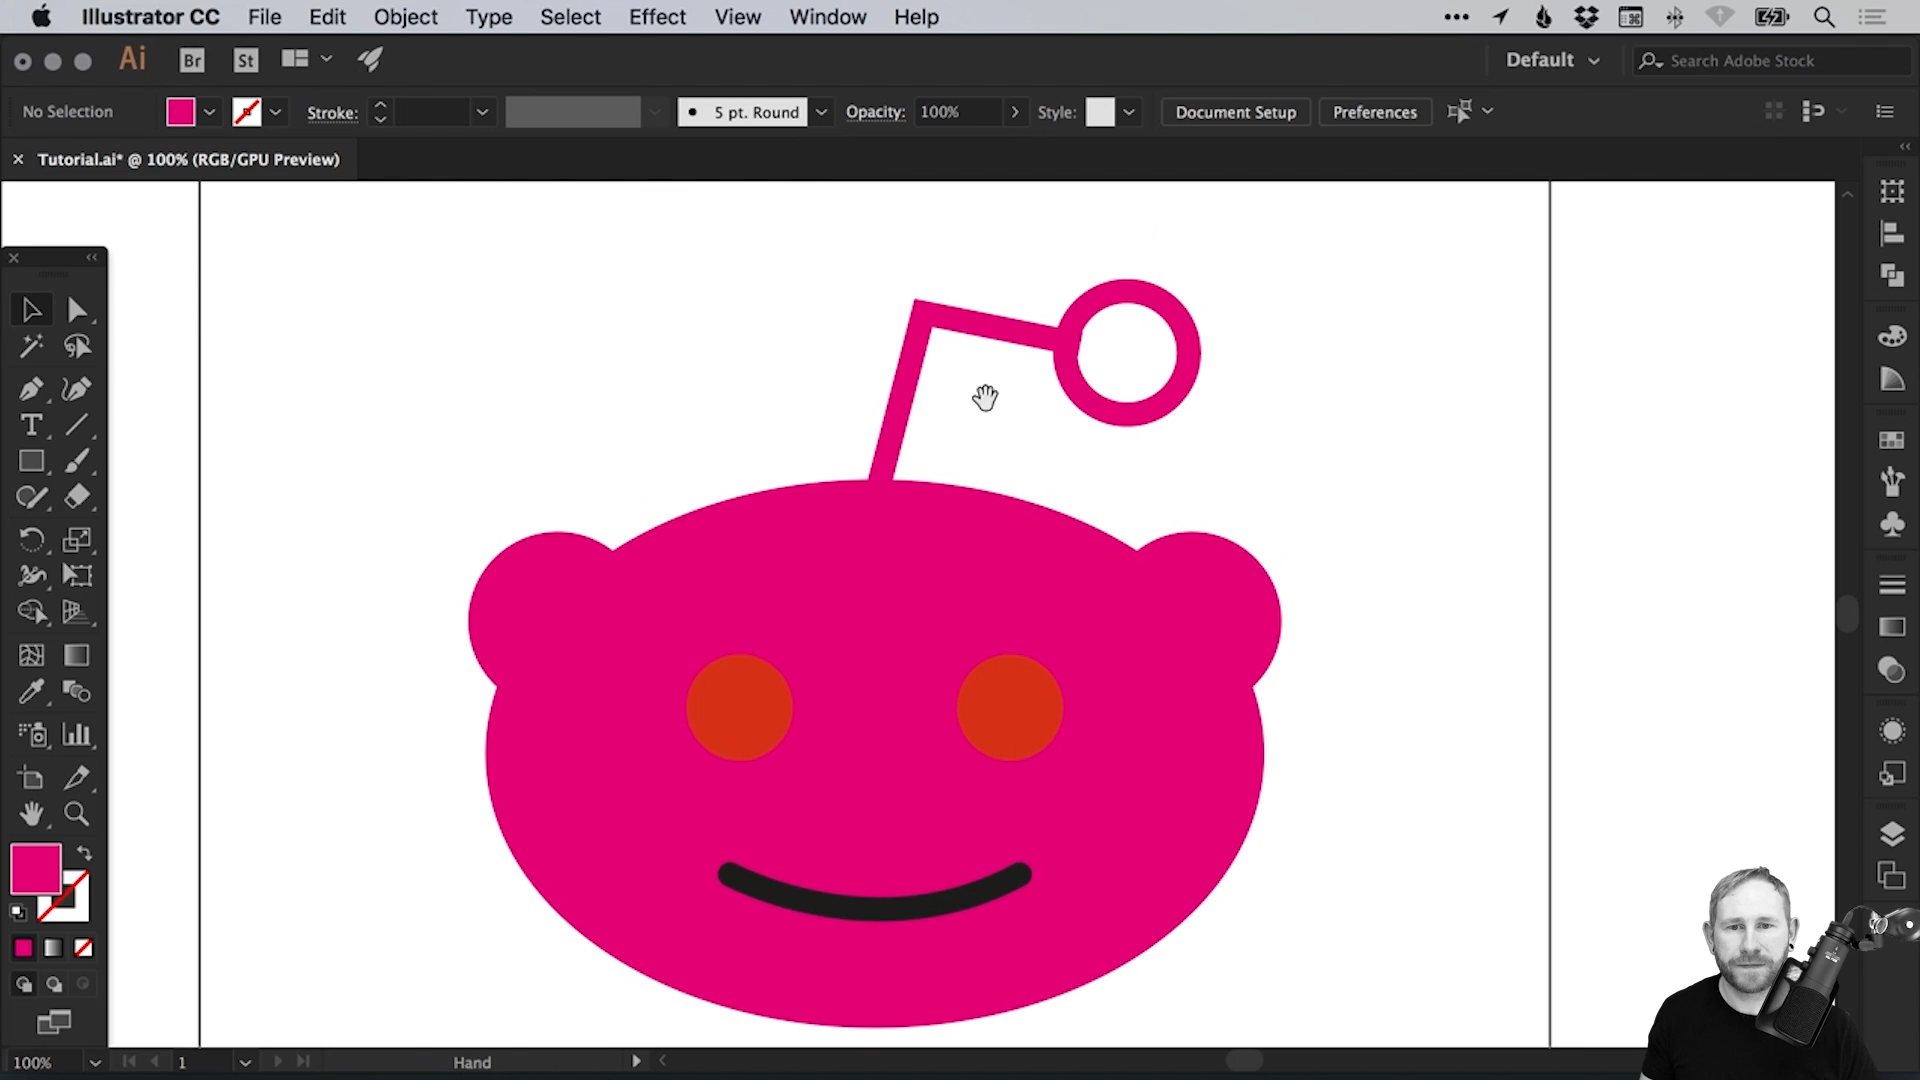 Illustrator CC File Edit Object Type Select Effect View Window Help
Ai Br St Default Search Adobe Stock
No Selection Stroke: 5 pt. Round Opacity: 100% Style: Document Setup Preferences
Tutorial.ai* @ 100% (RGB/GPU Preview)
T
100% 1 Hand